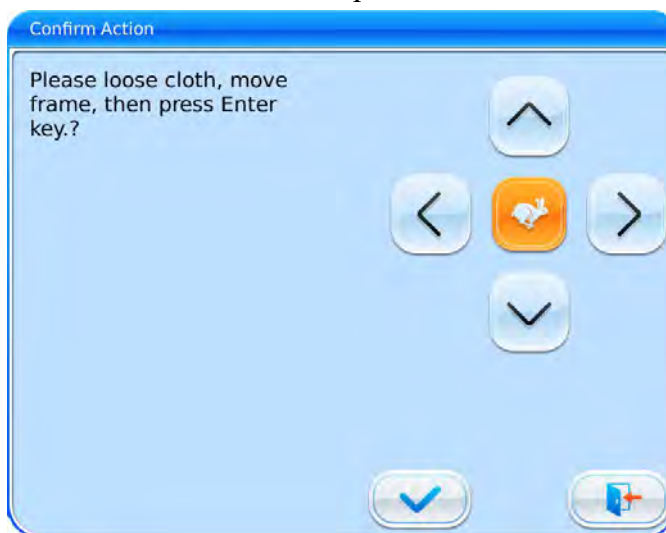 Confirm Action
Please loose cloth, move
frame, then press Enter
key.?